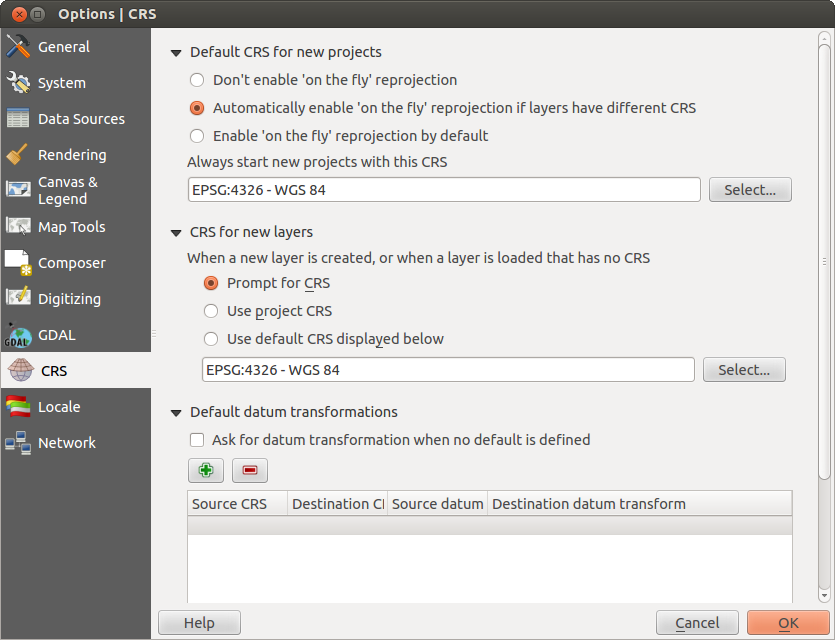 Options | CRS
General
System
Data Sources
Rendering
Canvas &
Legend
Map Tools
Composer
Digitizing
GDAL
GDAL
CRS
Locale
Network
Default CRS for new projects
Don't enable 'on the fly' reprojection
Automatically enable 'on the fly' reprojection if layers have different CRS
Enable 'on the fly' reprojection by default
Always start new projects with this CRS
EPSG:4326 - WGS 84
Select...
CRS for new layers
When a new layer is created, or when a layer is loaded that has no CRS
Prompt for CRS
Use project CRS
Use default CRS displayed below
EPSG:4326 - WGS 84
Select...
Default datum transformations
Ask for datum transformation when no default is defined
Source CRS Destination CI Source datum Destination datum transform
Help
Cancel
OK